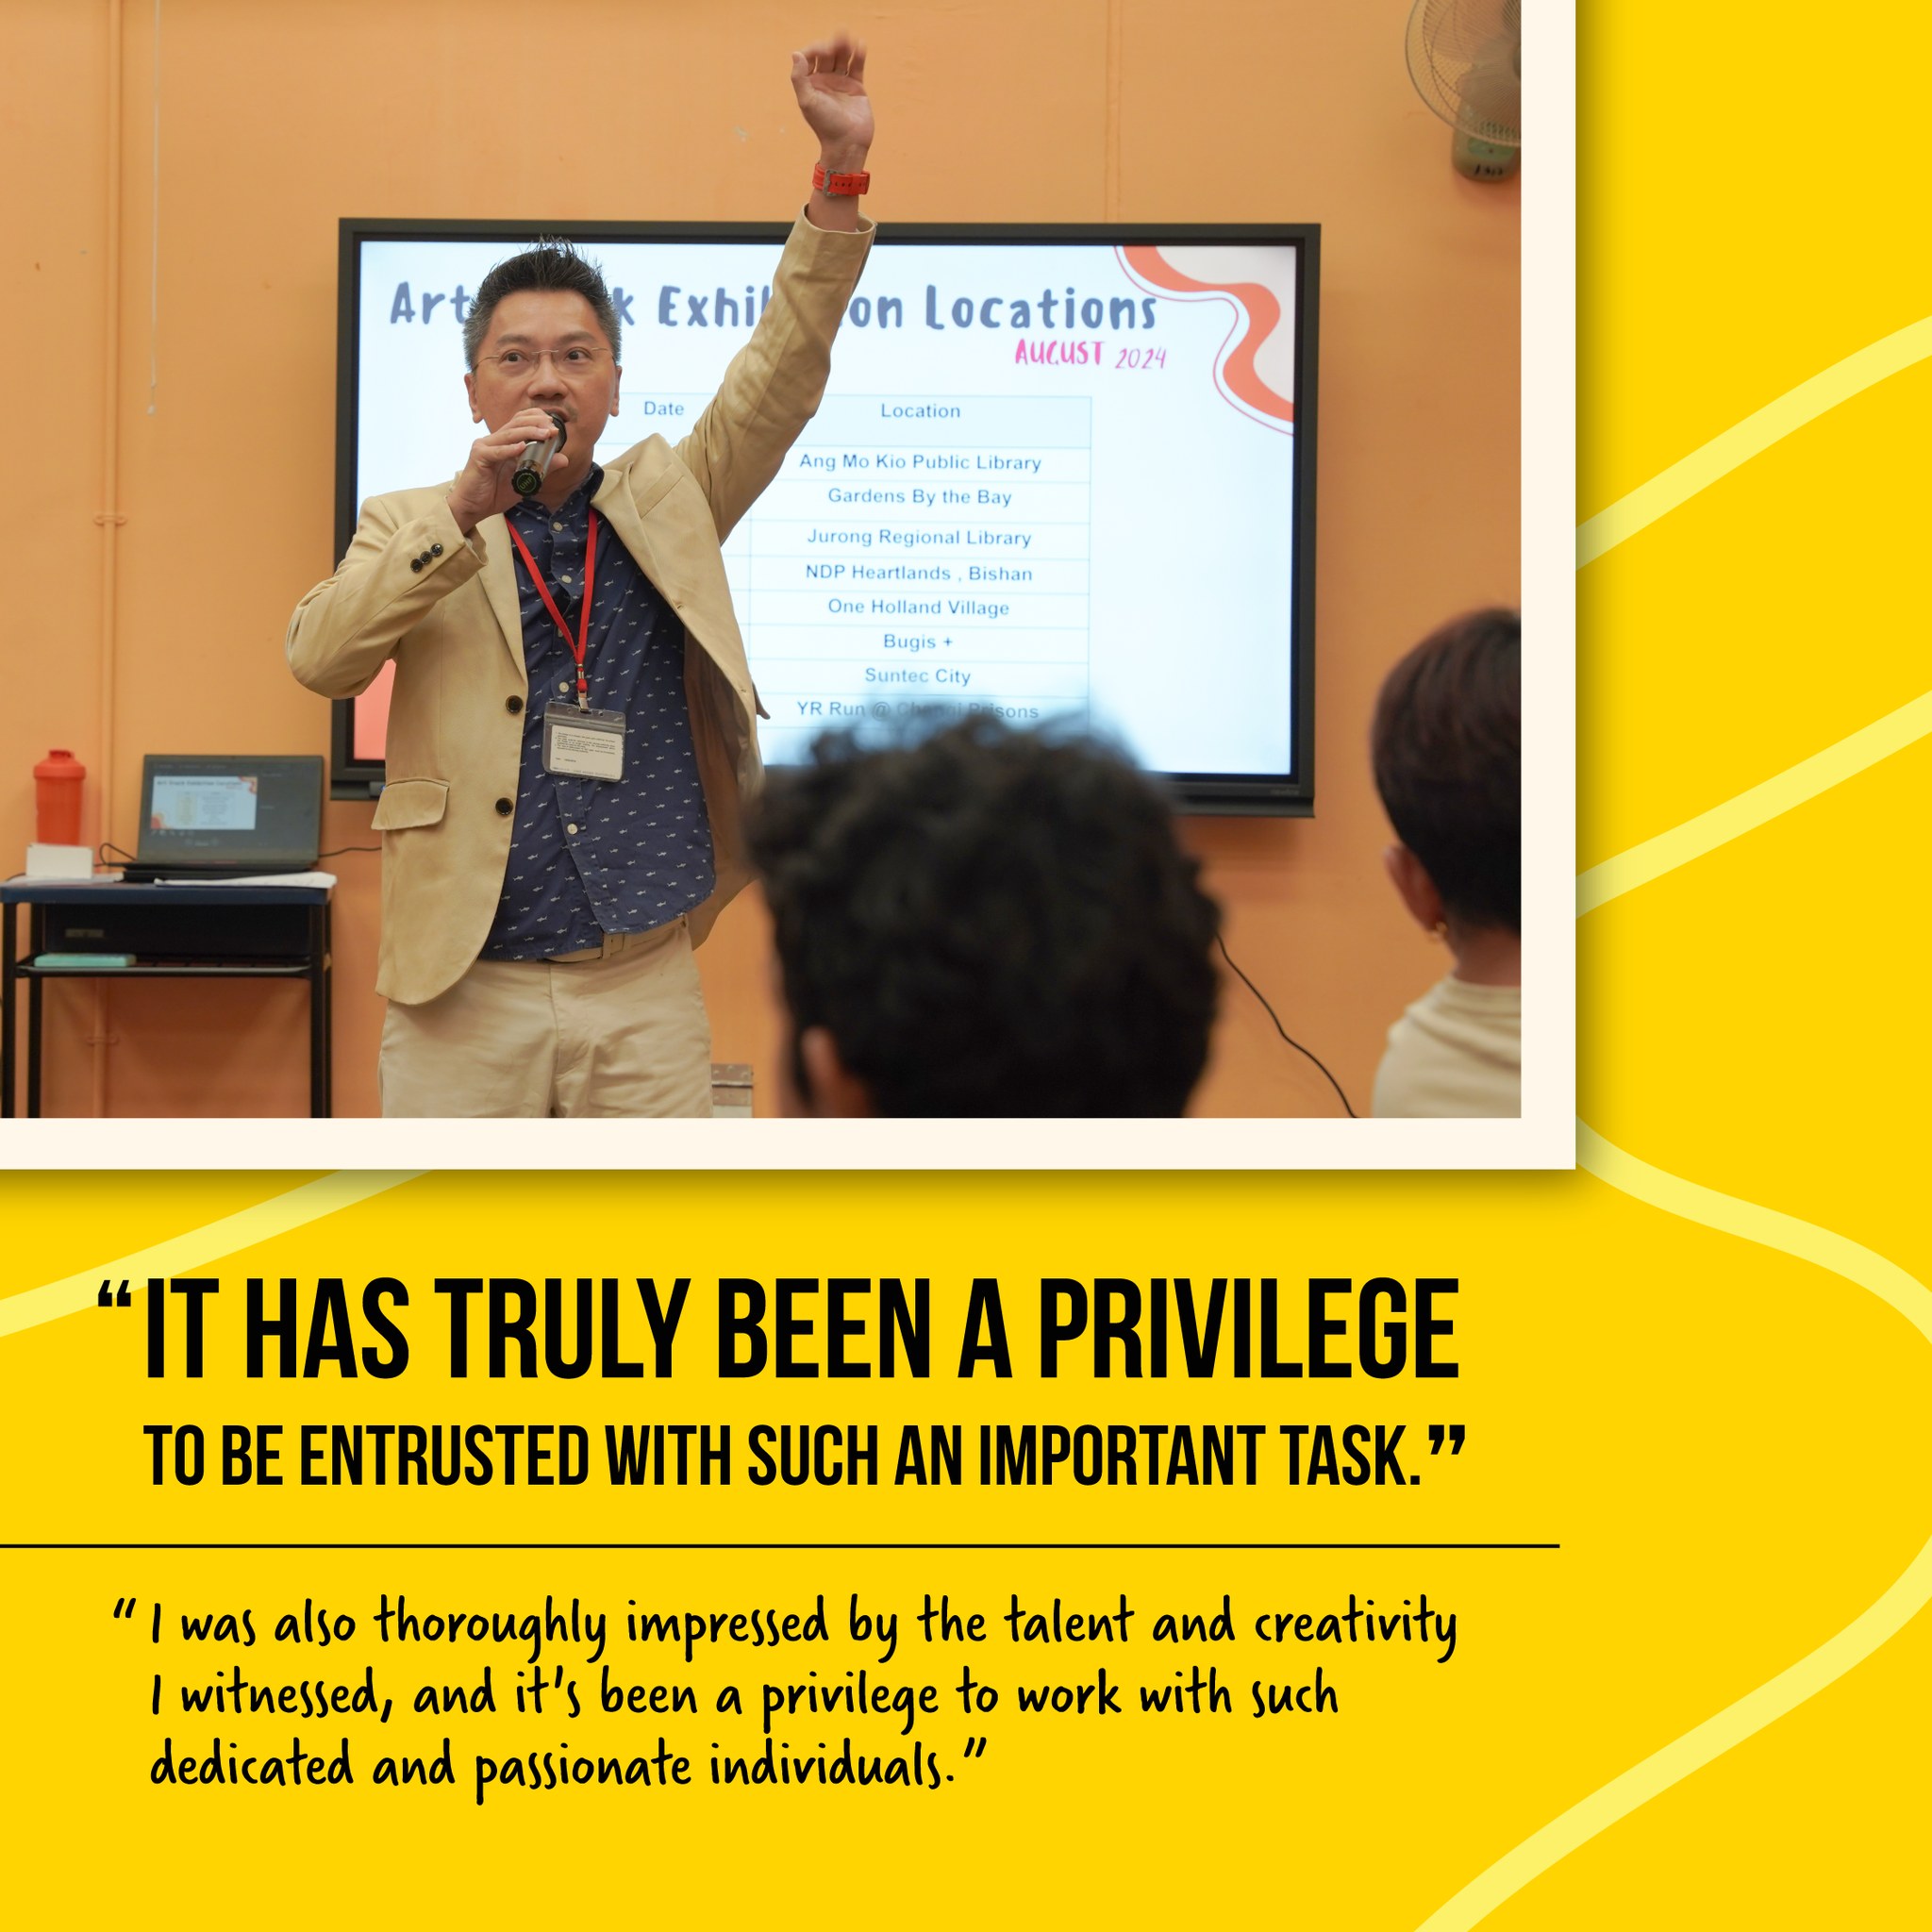 Art k Exhi on Locations
AUGUST 2024
Date Location
Ang Mo Kio Public Library
Gardens By the Bay
Jurong Regional Library
NDP Heartlands , Bishan
One Holland Village
Bugis +
Suntec City
YR Run @ Changi Prisons
“IT HAS TRULY BEEN A PRIVILEGE
TO BE ENTRUSTED WITH SUCH AN IMPORTANT TASK.”
“I was also thoroughly impressed by the talent and creativity
I witnessed, and it's been a privilege to work with such
dedicated and passionate individuals.”